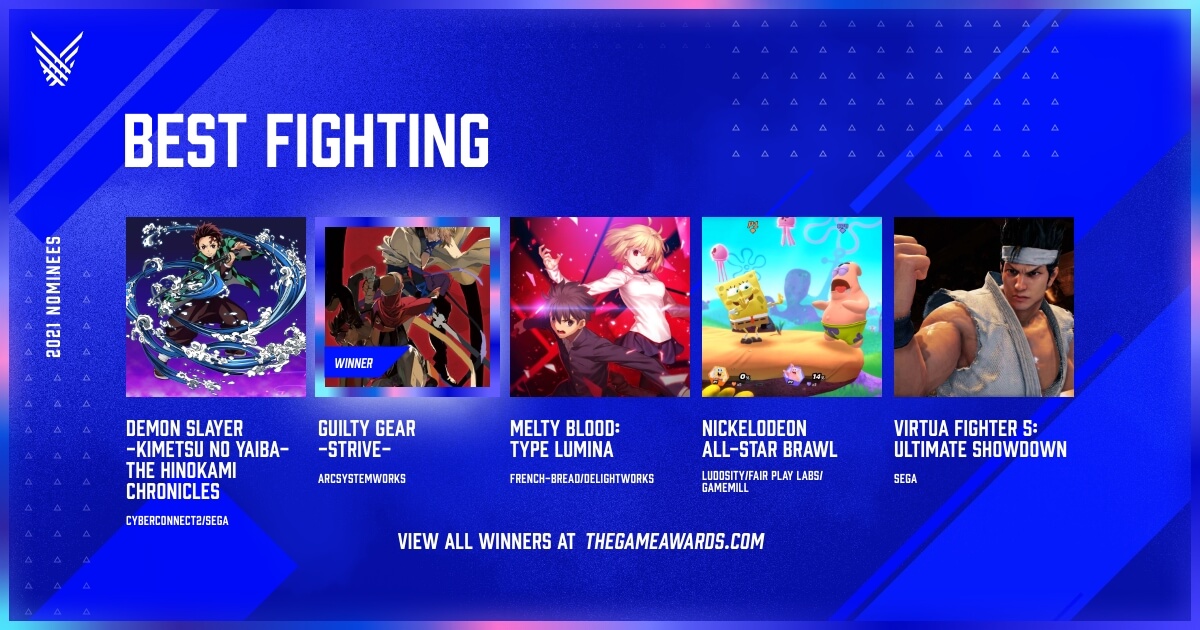 BEST FIGHTING
2021 NOMINEES
WINNER
0%
14%
DEMON SLAYER
-KIMETSU NO YAIBA-
THE HINOKAMI
CHRONICLES
CYBERCONNECT2/SEGA
GUILTY GEAR
-STRIVE-
ARCSYSTEMWORKS
MELTY BLOOD:
TYPE LUMINA
FRENCH-BREAD/DELIGHTWORKS
NICKELODEON
ALL-STAR BRAWL
LUDOSITY/FAIR PLAY LABS/
GAMEMILL
VIRTUA FIGHTER 5:
ULTIMATE SHOWDOWN
SEGA
VIEW ALL WINNERS AT THEGAMEAWARDS.COM